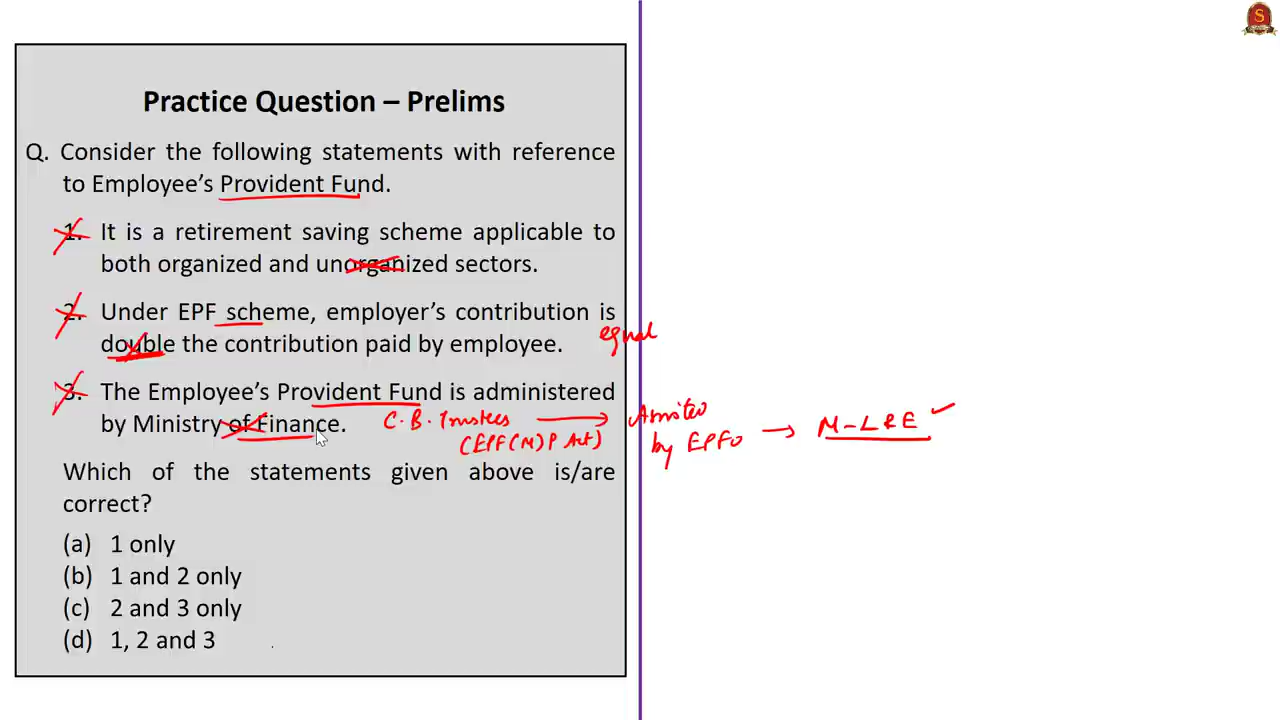 Practice Question – Prelims
Q. Consider the following statements with reference
to Employee's Provident Fund.
1. It is a retirement saving scheme applicable to
both organized and unorganized sectors.
2. Under EPF scheme, employer's contribution is
double the contribution paid by employee.
equal
3. The Employee's Provident Fund is administered
by Ministry of Finance.
C. B. Trustees
(EPF(M)P Act)
by EPFO → M-L&E ✓
Which of the statements given above is/are
correct?
(a) 1 only
(b) 1 and 2 only
(c) 2 and 3 only
(d) 1, 2 and 3
S